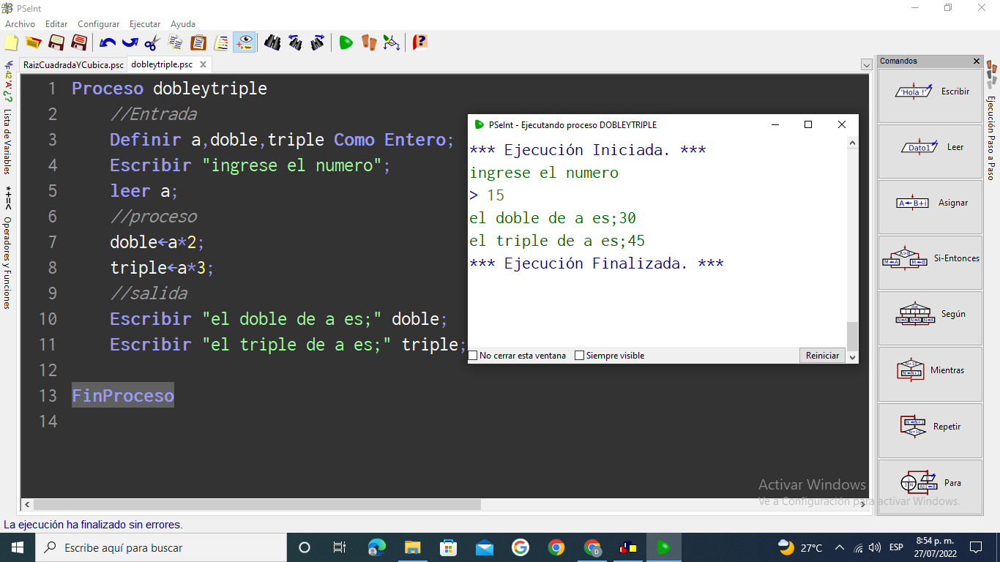 PSeInt
Archivo Editar Configurar Ejecutar Ayuda
RaizCuadradaYCubica.psc dobleytriple.psc
Lista de Variables
*+=< Operadores y Funciones
1 Proceso dobleytriple
2 //Entrada
3 Definir a,doble,triple Como Entero;
4 Escribir "ingrese el numero";
5 leer a;
6 //proceso
7 doble←a*2;
8 triple←a*3;
9 //salida
10 Escribir "el doble de a es;" doble;
11 Escribir "el triple de a es;" triple;
12
13 FinProceso
14
PSeInt - Ejecutando proceso DOBLEYTRIPLE
*** Ejecución Iniciada. ***
ingrese el numero
> 15
el doble de a es;30
el triple de a es;45
*** Ejecución Finalizada. ***
No cerrar esta ventana Siempre visible Reiniciar
Comandos
'Hola !' Escribir
Dato1 Leer
A←B+i Asignar
A>B M←A M←B Si-Entonces
Según
Mientras
Repetir
Para
Ejecución Paso a Paso
Activar Windows
Ve a Configuración para activar Windows.
La ejecución ha finalizado sin errores.
Escribe aquí para buscar
27°C ESP 8:54 p. m.
27/07/2022